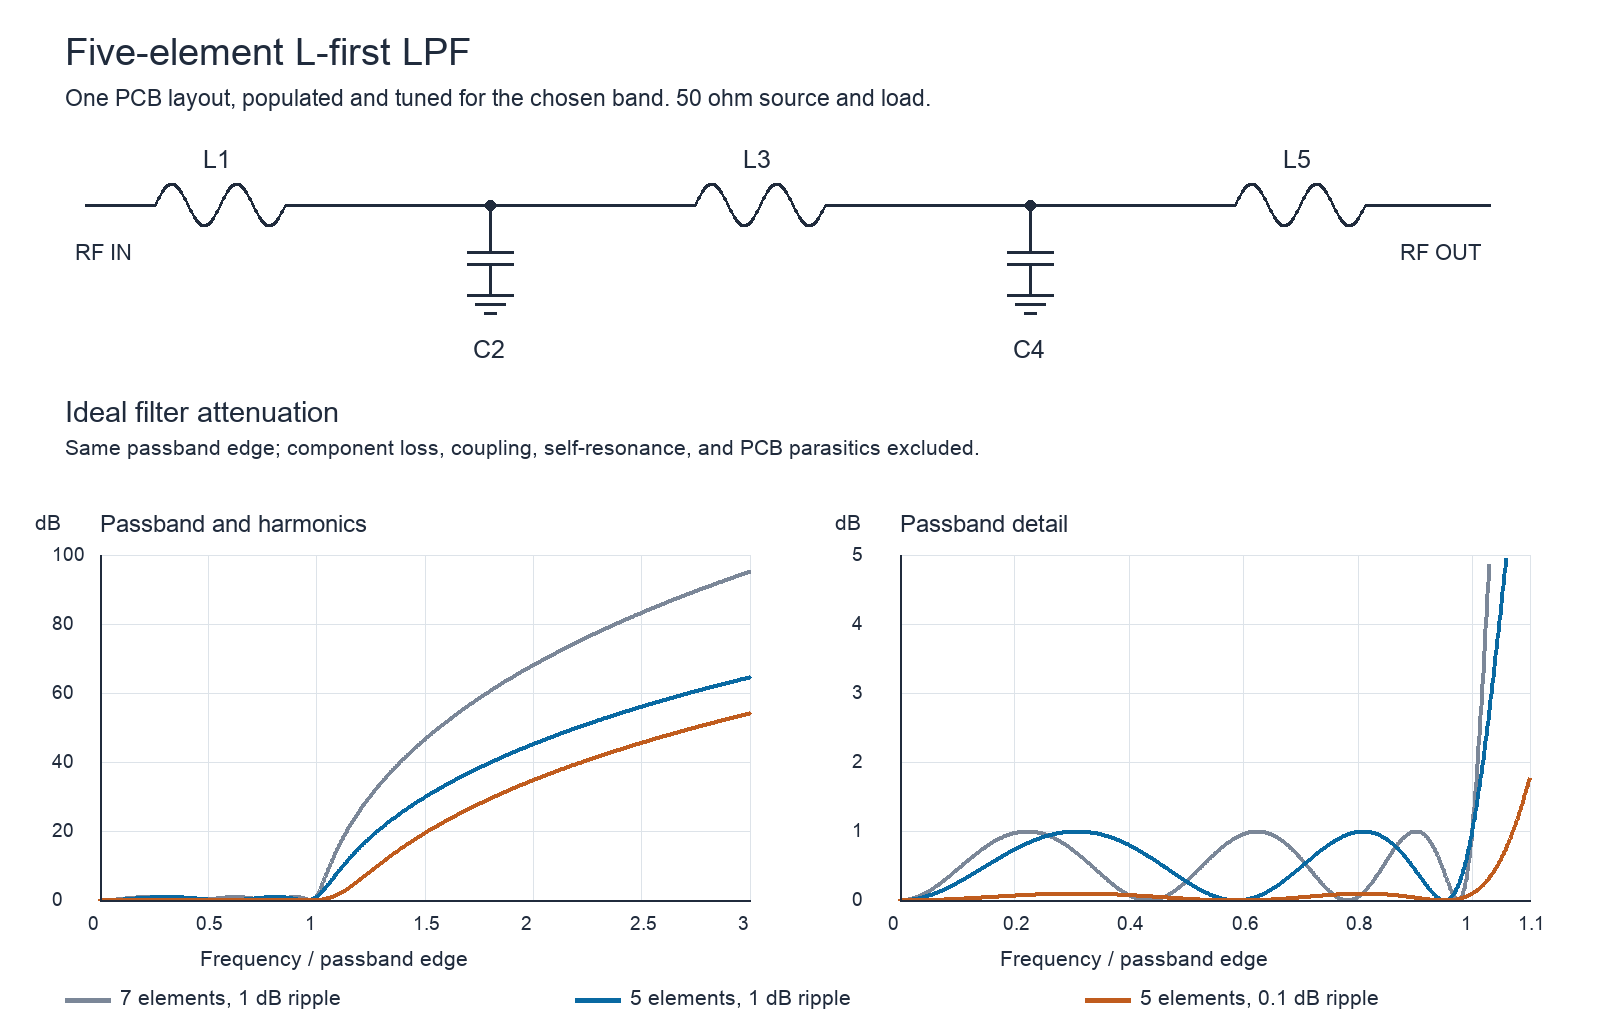 Five-element L-first LPF
One PCB layout, populated and tuned for the chosen band. 50 ohm source and load.
L1 L3 L5
RF IN RF OUT
C2 C4
Ideal filter attenuation
Same passband edge; component loss, coupling, self-resonance, and PCB parasitics excluded.
dB Passband and harmonics
100
80
60
40
20
0
0 0.5 1 1.5 2 2.5 3
Frequency / passband edge
dB Passband detail
5
4
3
2
1
0
0 0.2 0.4 0.6 0.8 1 1.1
Frequency / passband edge
7 elements, 1 dB ripple 5 elements, 1 dB ripple 5 elements, 0.1 dB ripple